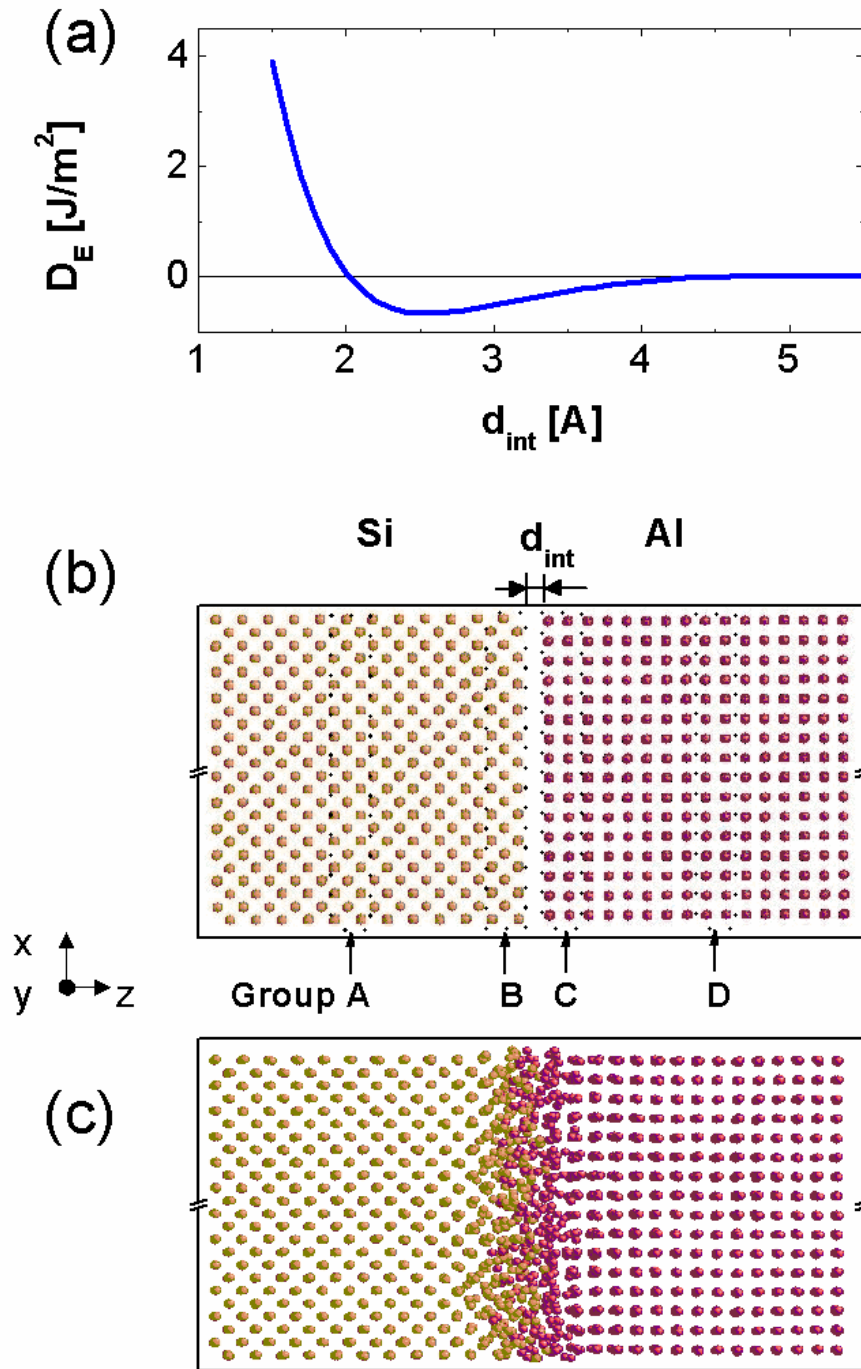 (a)
4
2
0
D_E [J/m^2]
1 2 3 4 5
d_int [A]
(b)
Si d_int Al
x
y z
Group A B C D
(c)